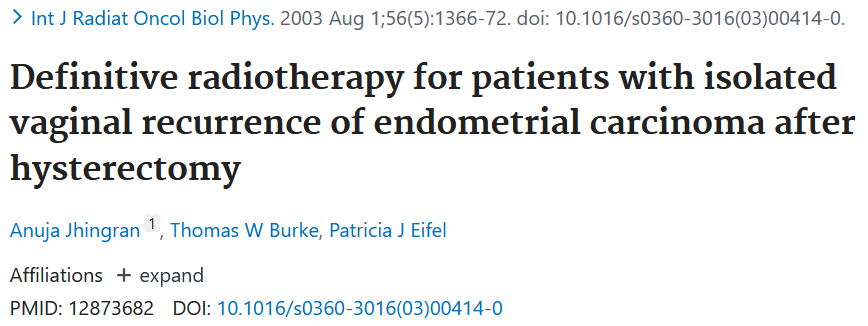 > Int J Radiat Oncol Biol Phys. 2003 Aug 1;56(5):1366-72. doi: 10.1016/s0360-3016(03)00414-0.
Definitive radiotherapy for patients with isolated
vaginal recurrence of endometrial carcinoma after
hysterectomy
Anuja Jhingran 1, Thomas W Burke, Patricia J Eifel
Affiliations + expand
PMID: 12873682 DOI: 10.1016/s0360-3016(03)00414-0